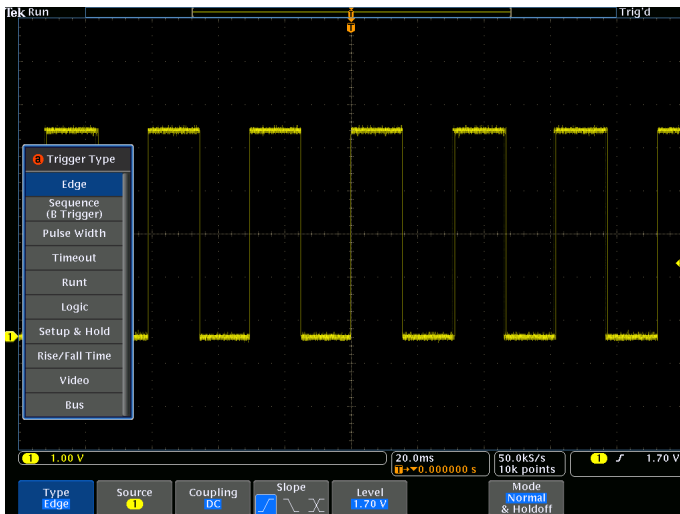 Tek Run Trig'd
T
T
a Trigger Type
Edge
Sequence
(B Trigger)
Pulse Width
Timeout
Runt
Logic
Setup & Hold
Rise/Fall Time
Video
Bus
1
1 1.00 V
20.0ms
T→▼0.000000 s
50.0kS/s
10k points
1 1.70 V
Type
Edge
Source
1
Coupling
DC
Slope
Level
1.70 V
Mode
Normal
& Holdoff